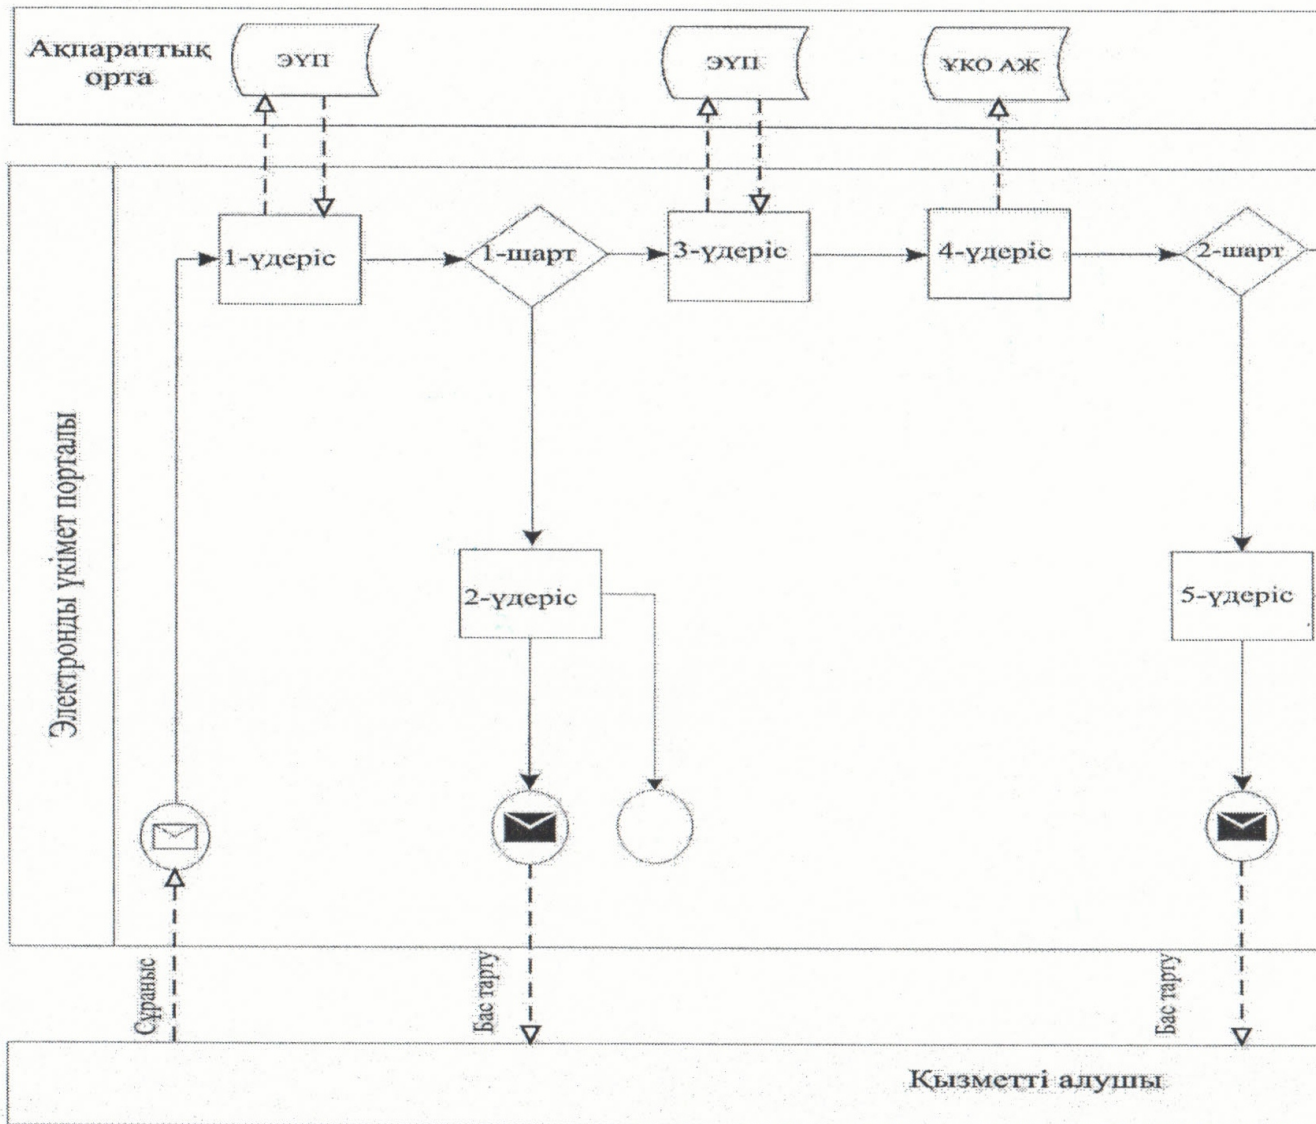 Ақпараттық
орта
ЭҮП
ЭҮП
ҰКО АЖ
Электронды үкімет порталы
1-үдеріс
1-шарт
3-үдеріс
4-үдеріс
2-шарт
2-үдеріс
5-үдеріс
Сұраныс
Бас тарту
Бас тарту
Қызметті алушы